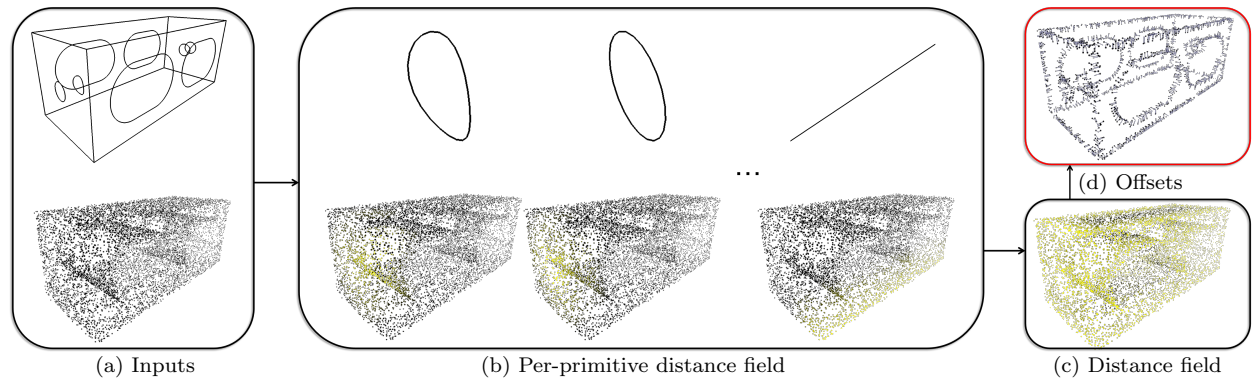 ...
(d) Offsets
(a) Inputs
(b) Per-primitive distance field
(c) Distance field